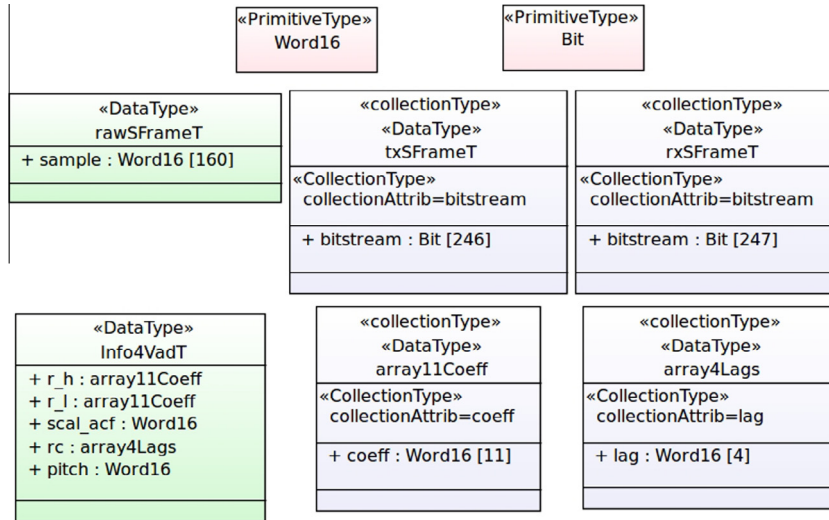 «PrimitiveType»
Word16
«PrimitiveType»
Bit
«DataType»
rawSFrameT
+ sample : Word16 [160]
«collectionType»
«DataType»
txSFrameT
«CollectionType»
collectionAttrib=bitstream
+ bitstream : Bit [246]
«collectionType»
«DataType»
rxSFrameT
«CollectionType»
collectionAttrib=bitstream
+ bitstream : Bit [247]
«DataType»
Info4VadT
+ r_h : array11Coeff
+ r_l : array11Coeff
+ scal_acf : Word16
+ rc : array4Lags
+ pitch : Word16
«collectionType»
«DataType»
array11Coeff
«CollectionType»
collectionAttrib=coeff
+ coeff : Word16 [11]
«collectionType»
«DataType»
array4Lags
«CollectionType»
collectionAttrib=lag
+ lag : Word16 [4]